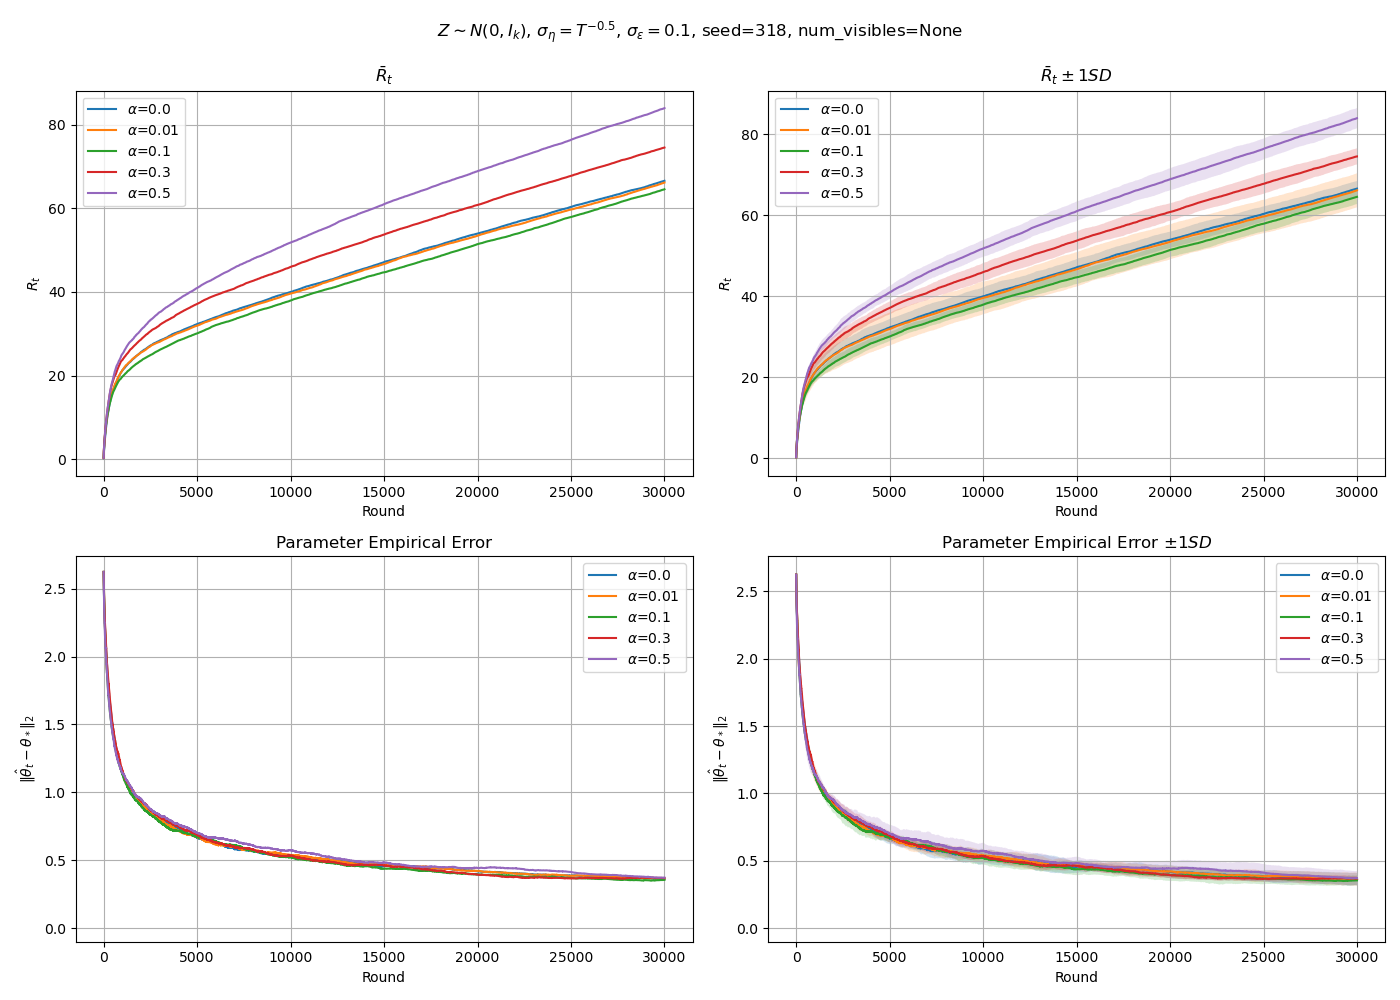 Z ∼ N(0, I_k), σ_η = T^{−0.5}, σ_ε = 0.1, seed=318, num_visibles=None
R̄_t
R_t
80
60
40
20
0
α=0.0
α=0.01
α=0.1
α=0.3
α=0.5
0 5000 10000 15000 20000 25000 30000
Round
R̄_t ± 1SD
R_t
80
60
40
20
0
α=0.0
α=0.01
α=0.1
α=0.3
α=0.5
0 5000 10000 15000 20000 25000 30000
Round
Parameter Empirical Error
‖θ̂_t − θ_*‖_2
2.5
2.0
1.5
1.0
0.5
0.0
α=0.0
α=0.01
α=0.1
α=0.3
α=0.5
0 5000 10000 15000 20000 25000 30000
Round
Parameter Empirical Error ±1SD
‖θ̂_t − θ_*‖_2
2.5
2.0
1.5
1.0
0.5
0.0
α=0.0
α=0.01
α=0.1
α=0.3
α=0.5
0 5000 10000 15000 20000 25000 30000
Round